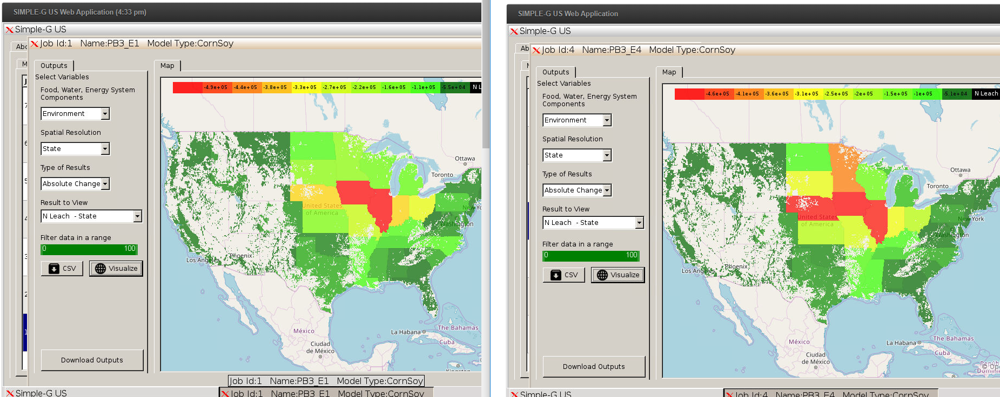 SIMPLE-G US Web Application (4:33 pm)
Simple-G US
Abo
Job Id:1 Name:PB3_E1 Model Type:CornSoy
M
Outputs
Map
J
Select Variables
Food, Water, Energy System
Components
Environment
Spatial Resolution
State
Type of Results
Absolute Change
Result to View
N Leach - State
Filter data in a range
0 100
CSV
Visualize
Download Outputs
7
6
5
4
3
2
1
-4.9e+05 -4.4e+05 -3.8e+05 -3.3e+05 -2.7e+05 -2.2e+05 -1.6e+05 -1.1e+05 -5.5e+04 N L
Ottawa
Toronto
United States
of America
New Yo
Washington
Phoenix
Los Angeles
México
La Habana
The Bahamas
Cuba
Ciudad
de México
Kingston
Job Id:1 Name:PB3_E1 Model Type:CornSoy
Simple-G US
Job Id:1 Name:PB3_E1 Model Type:CornSoy
SIMPLE-G US Web Application
Simple-G US
Ab
Job Id:4 Name:PB3_E4 Model Type:CornSoy
Outputs
Map
Select Variables
Food, Water, Energy System
Components
Environment
Spatial Resolution
State
Type of Results
Absolute Change
Result to View
N Leach - State
Filter data in a range
0 100
CSV
Visualize
Download Outputs
-4.6e+05 -4.1e+05 -3.6e+05 -3.1e+05 -2.5e+05 -2e+05 -1.5e+05 -1e+05 -5.1e+04 N Leach
Ottawa
Toronto
United States
of America
New York
Washington
Phoenix
Los Angeles
México
La Habana
The Bahamas
Cuba
Ciudad
de México
Simple-G US
Job Id:4 Name:PB3_E4 Model Type:CornSoy